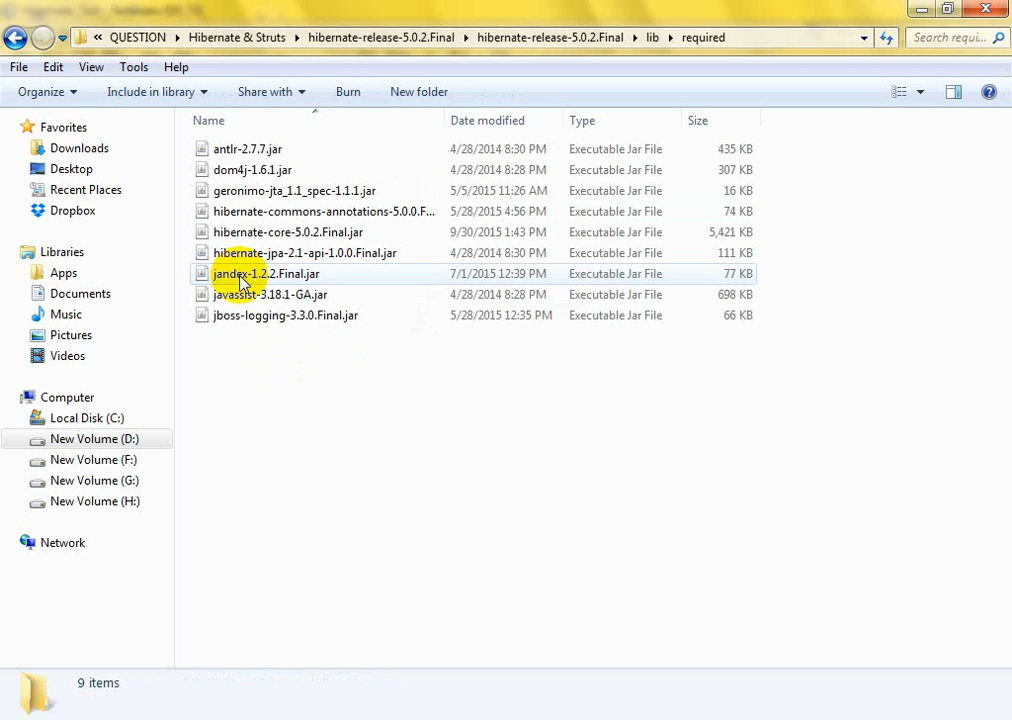 « QUESTION ▸ Hibernate & Struts ▸ hibernate-release-5.0.2.Final ▸ hibernate-release-5.0.2.Final ▸ lib ▸ required
Search requi...
File Edit View Tools Help
Organize Include in library Share with Burn New folder
Favorites
Downloads
Desktop
Recent Places
Dropbox
Libraries
Apps
Documents
Music
Pictures
Videos
Computer
Local Disk (C:)
New Volume (D:)
New Volume (F:)
New Volume (G:)
New Volume (H:)
Network
Name Date modified Type Size
antlr-2.7.7.jar 4/28/2014 8:30 PM Executable Jar File 435 KB
dom4j-1.6.1.jar 4/28/2014 8:30 PM Executable Jar File 307 KB
geronimo-jta_1.1_spec-1.1.1.jar 5/5/2015 11:26 AM Executable Jar File 16 KB
hibernate-commons-annotations-5.0.0.F... 5/28/2015 4:56 PM Executable Jar File 74 KB
hibernate-core-5.0.2.Final.jar 9/30/2015 1:43 PM Executable Jar File 5,421 KB
hibernate-jpa-2.1-api-1.0.0.Final.jar 4/28/2014 8:30 PM Executable Jar File 111 KB
jandex-1.2.2.Final.jar 7/1/2015 12:39 PM Executable Jar File 77 KB
javassist-3.18.1-GA.jar 4/28/2014 8:28 PM Executable Jar File 698 KB
jboss-logging-3.3.0.Final.jar 5/28/2015 12:35 PM Executable Jar File 66 KB
9 items